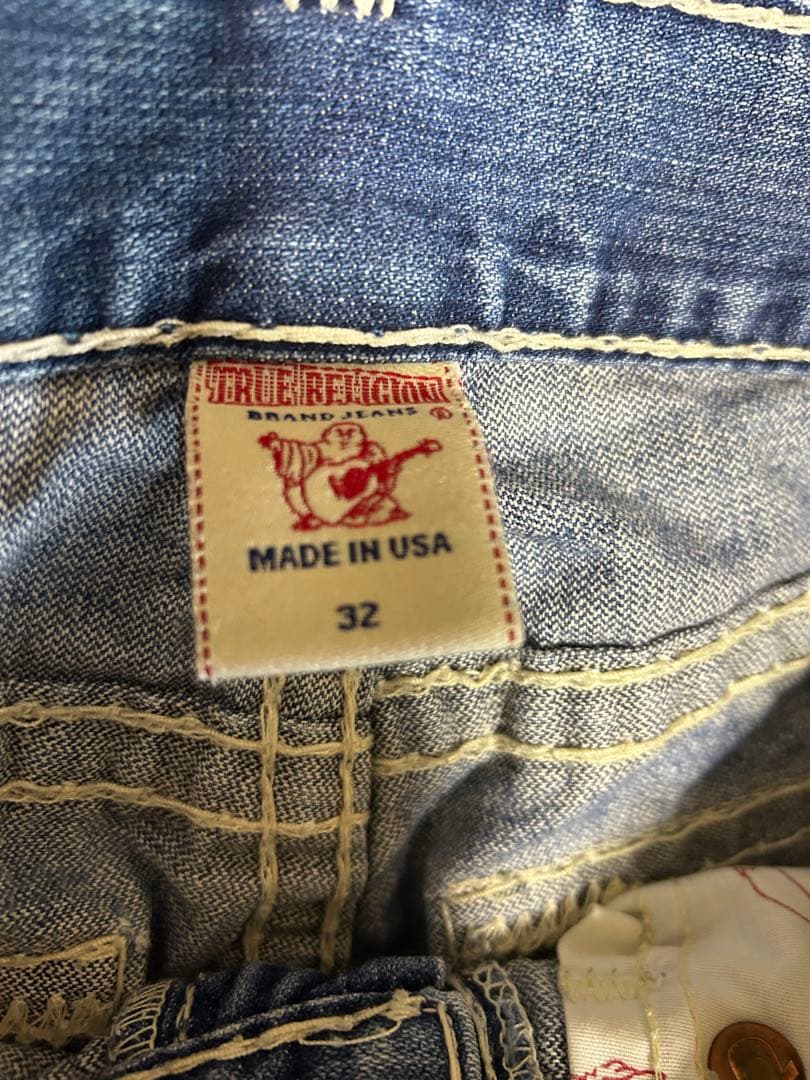 TRUE RELIGION
BRAND JEANS ®
MADE IN USA
32